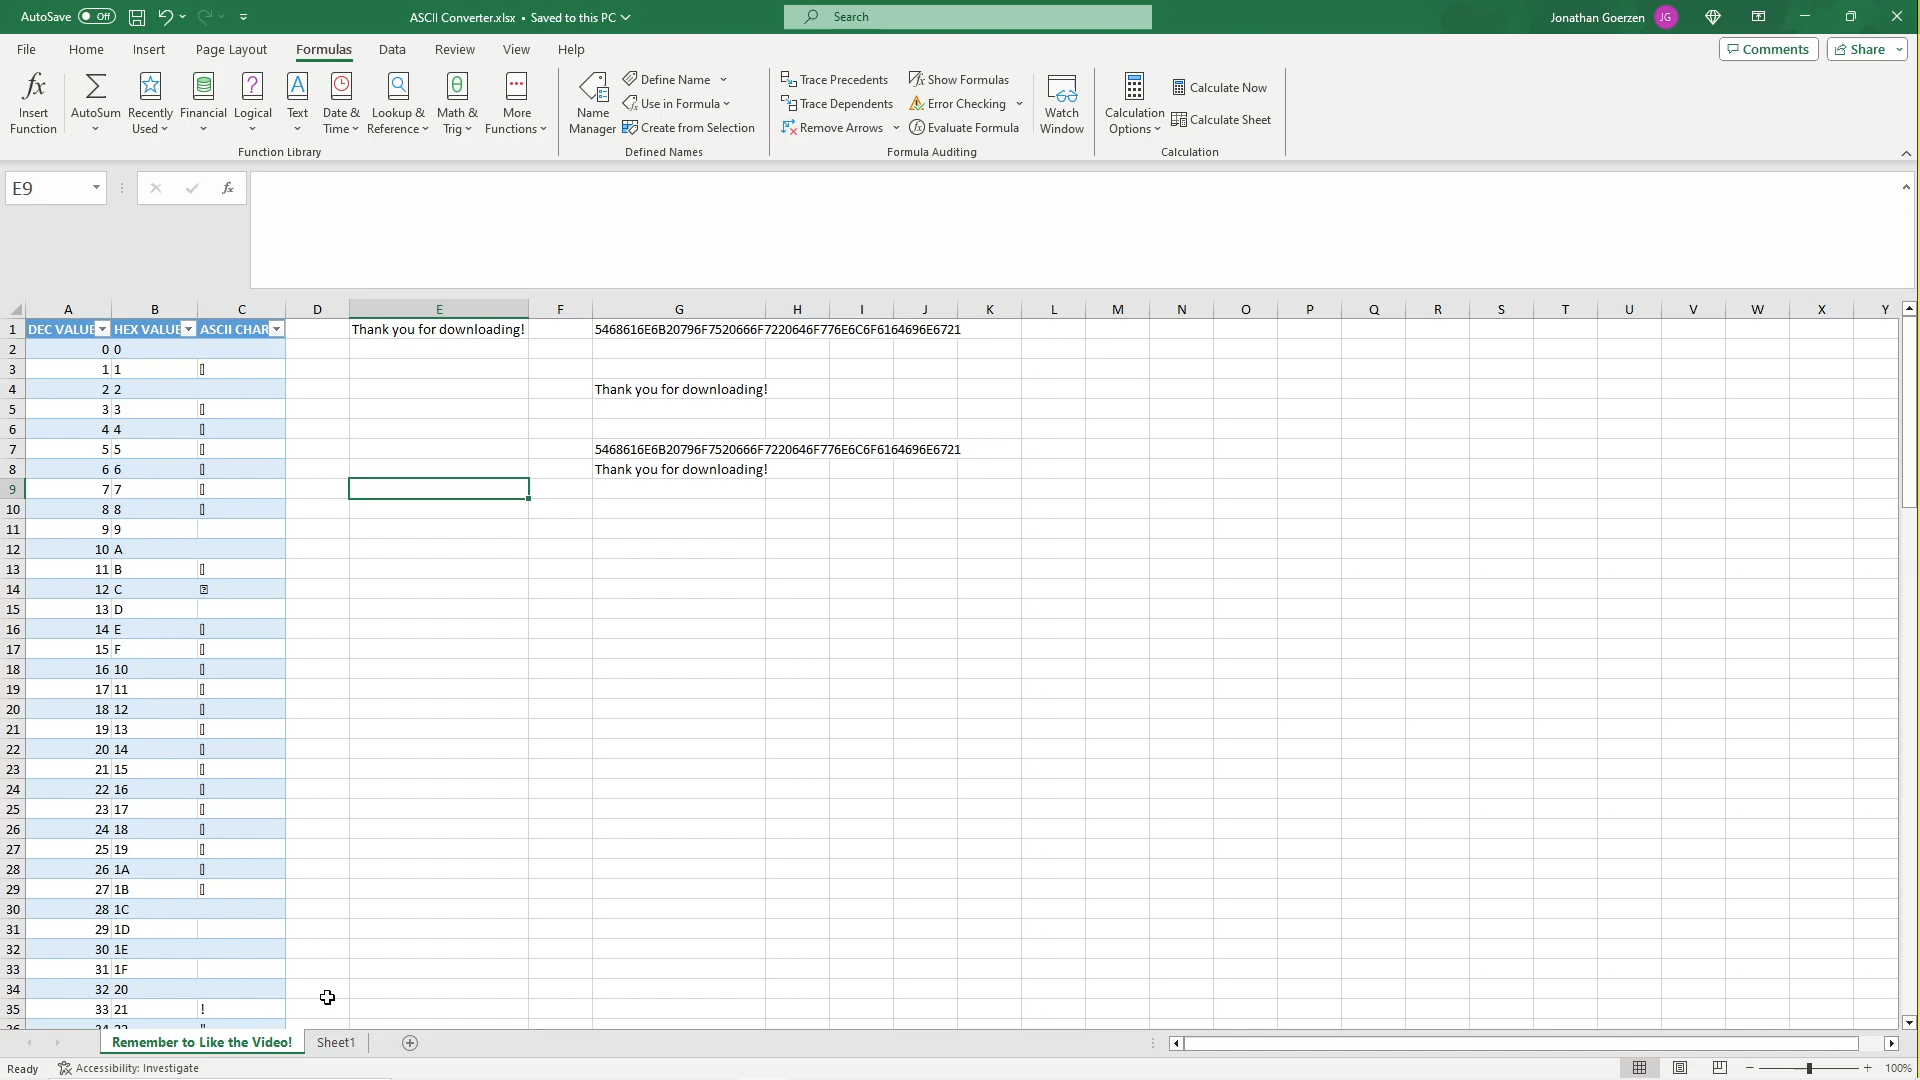 AutoSave Off ASCII Converter.xlsx • Saved to this PC Search Jonathan Goerzen JG
File Home Insert Page Layout Formulas Data Review View Help Comments Share
fx Insert Function
AutoSum
Recently Used
Financial
Logical
Text
Date & Time
Lookup & Reference
Math & Trig
More Functions
Function Library
Name Manager
Define Name
Use in Formula
Create from Selection
Defined Names
Trace Precedents
Trace Dependents
Remove Arrows
Show Formulas
Error Checking
Evaluate Formula
Watch Window
Formula Auditing
Calculation Options
Calculate Now
Calculate Sheet
Calculation
E9 fx
A B C D E F G H I J K L M N O P Q R S T U V W X Y
1 DEC VALUE HEX VALUE ASCII CHAR Thank you for downloading! 5468616E6B20796F7520666F7220646F776E6C6F6164696E6721
2 0 0
3 1 1
4 2 2 Thank you for downloading!
5 3 3
6 4 4
7 5 5 5468616E6B20796F7520666F7220646F776E6C6F6164696E6721
8 6 6 Thank you for downloading!
9 7 7
10 8 8
11 9 9
12 10 A
13 11 B
14 12 C
15 13 D
16 14 E
17 15 F
18 16 10
19 17 11
20 18 12
21 19 13
22 20 14
23 21 15
24 22 16
25 23 17
26 24 18
27 25 19
28 26 1A
29 27 1B
30 28 1C
31 29 1D
32 30 1E
33 31 1F
34 32 20
35 33 21 !
36 34 22 "
Remember to Like the Video! Sheet1
Ready Accessibility: Investigate 100%